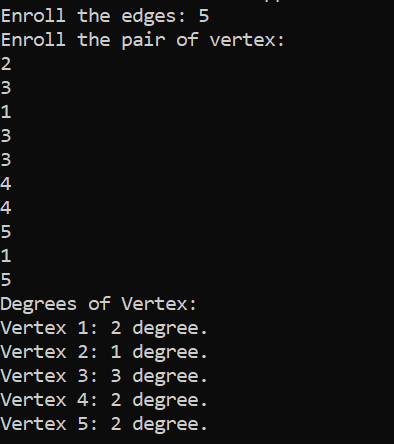 Enroll the edges: 5
Enroll the pair of vertex:
2
3
1
3
3
4
4
5
1
5
Degrees of Vertex:
Vertex 1: 2 degree.
Vertex 2: 1 degree.
Vertex 3: 3 degree.
Vertex 4: 2 degree.
Vertex 5: 2 degree.